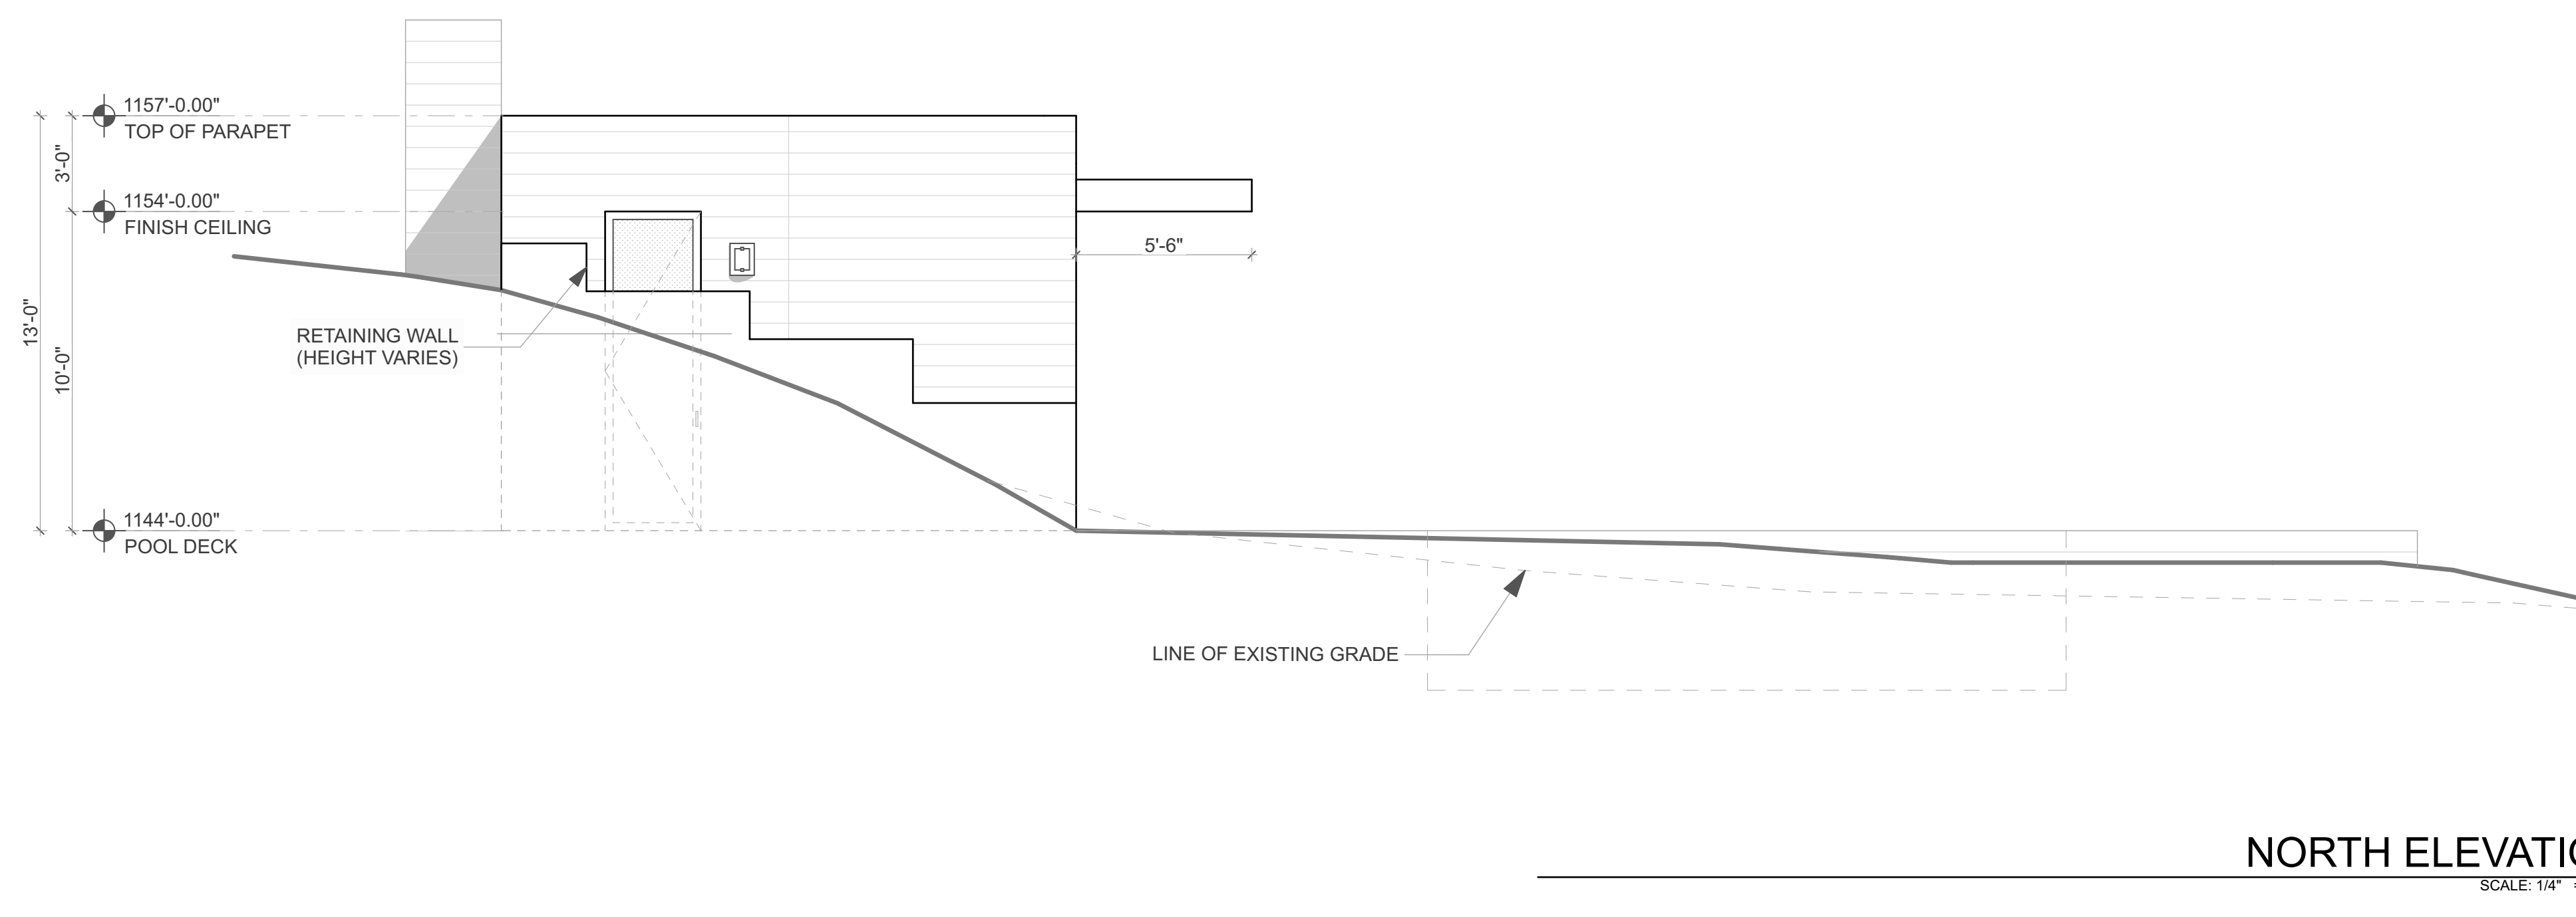 1157'-0.00"
TOP OF PARAPET
3'-0"
1154'-0.00"
FINISH CEILING
5'-6"
13'-0"
RETAINING WALL
(HEIGHT VARIES)
10'-0"
1144'-0.00"
POOL DECK
LINE OF EXISTING GRADE
NORTH ELEVATIO
SCALE: 1/4" =